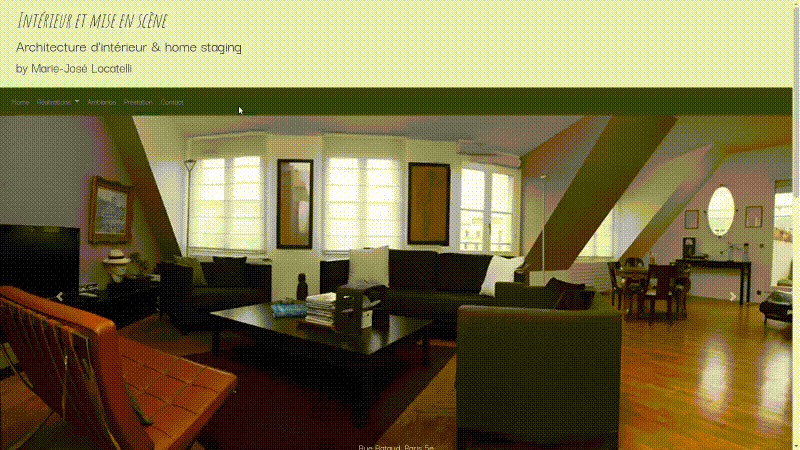 Intérieur et mise en scène
Architecture d'intérieur & home staging
by Marie-José Locatelli
Home Réalisations Ambiance Prestation Contact
Rue Rataud, Paris 5e